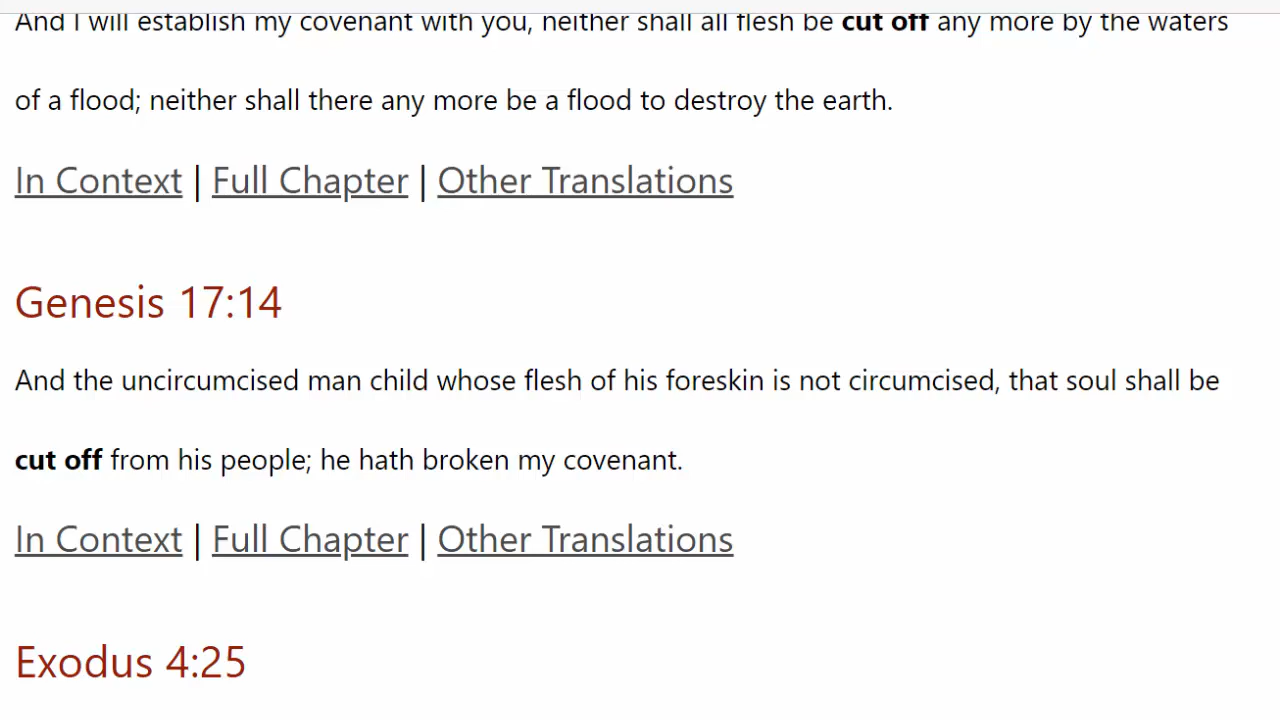 And I will establish my covenant with you, neither shall all flesh be cut off any more by the waters
of a flood; neither shall there any more be a flood to destroy the earth.
In Context | Full Chapter | Other Translations
Genesis 17:14
And the uncircumcised man child whose flesh of his foreskin is not circumcised, that soul shall be
cut off from his people; he hath broken my covenant.
In Context | Full Chapter | Other Translations
Exodus 4:25